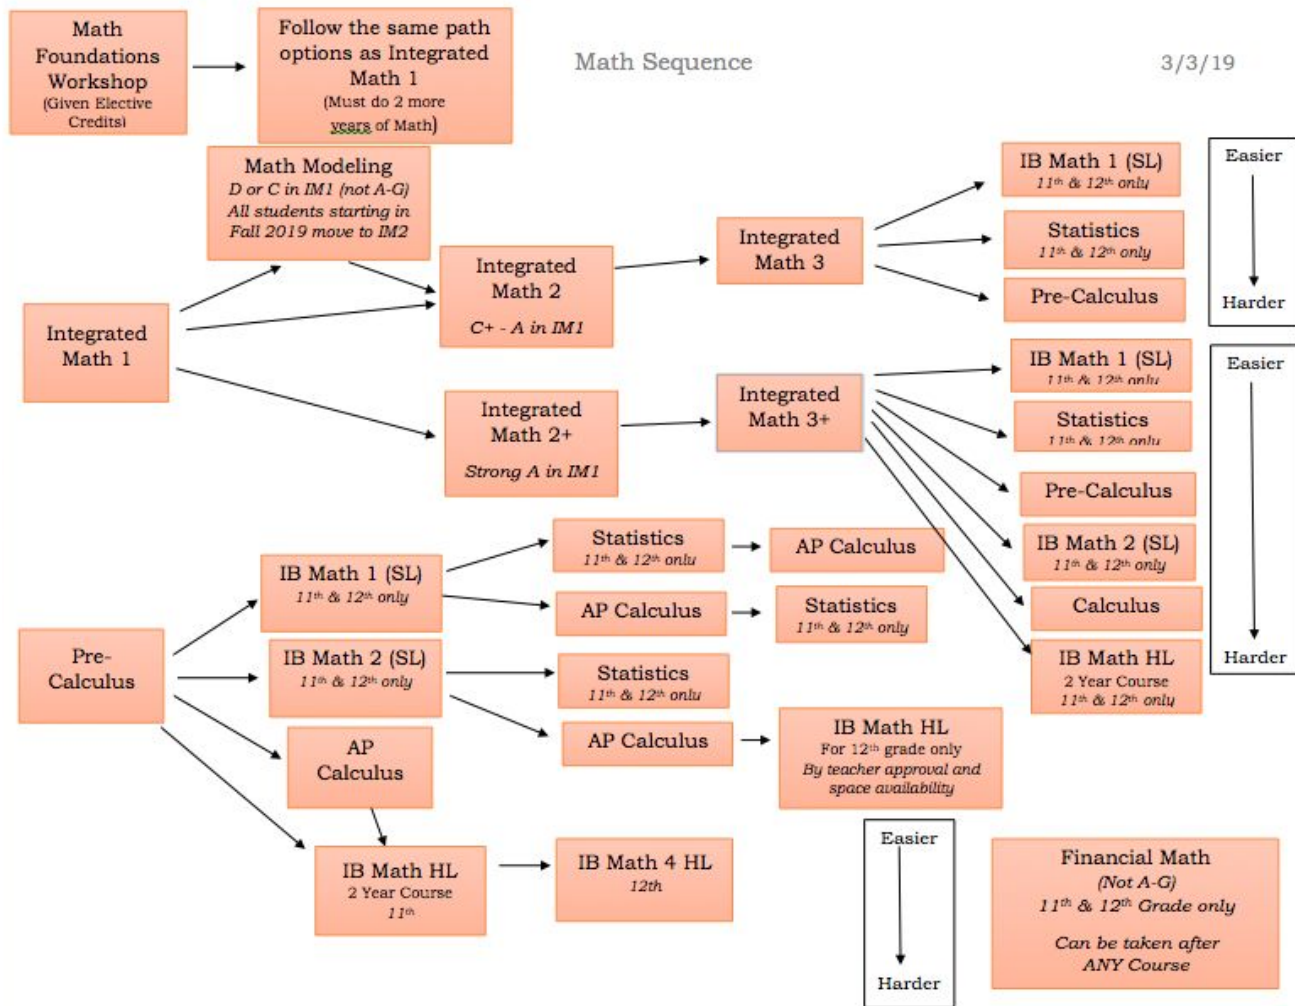 Math
Foundations
Workshop
(Given Elective
Credits)
Follow the same path
options as Integrated
Math 1
(Must do 2 more
years of Math)
Math Sequence
3/3/19
Math Modeling
D or C in IM1 (not A-G)
All students starting in
Fall 2019 move to IM2
Integrated
Math 1
Integrated
Math 2
C+ - A in IM1
Integrated
Math 2+
Strong A in IM1
Integrated
Math 3
Integrated
Math 3+
IB Math 1 (SL)
11th & 12th only
Statistics
11th & 12th only
Pre-Calculus
Easier
Harder
IB Math 1 (SL)
11th & 12th only
Statistics
11th & 12th only
Pre-Calculus
IB Math 2 (SL)
11th & 12th only
Calculus
IB Math HL
2 Year Course
11th & 12th only
Easier
Harder
Pre-
Calculus
IB Math 1 (SL)
11th & 12th only
IB Math 2 (SL)
11th & 12th only
AP
Calculus
IB Math HL
2 Year Course
11th
Statistics
11th & 12th only
AP Calculus
AP Calculus
Statistics
11th & 12th only
Statistics
11th & 12th only
AP Calculus
IB Math HL
For 12th grade only
By teacher approval and
space availability
IB Math 4 HL
12th
Easier
Harder
Financial Math
(Not A-G)
11th & 12th Grade only
Can be taken after
ANY Course